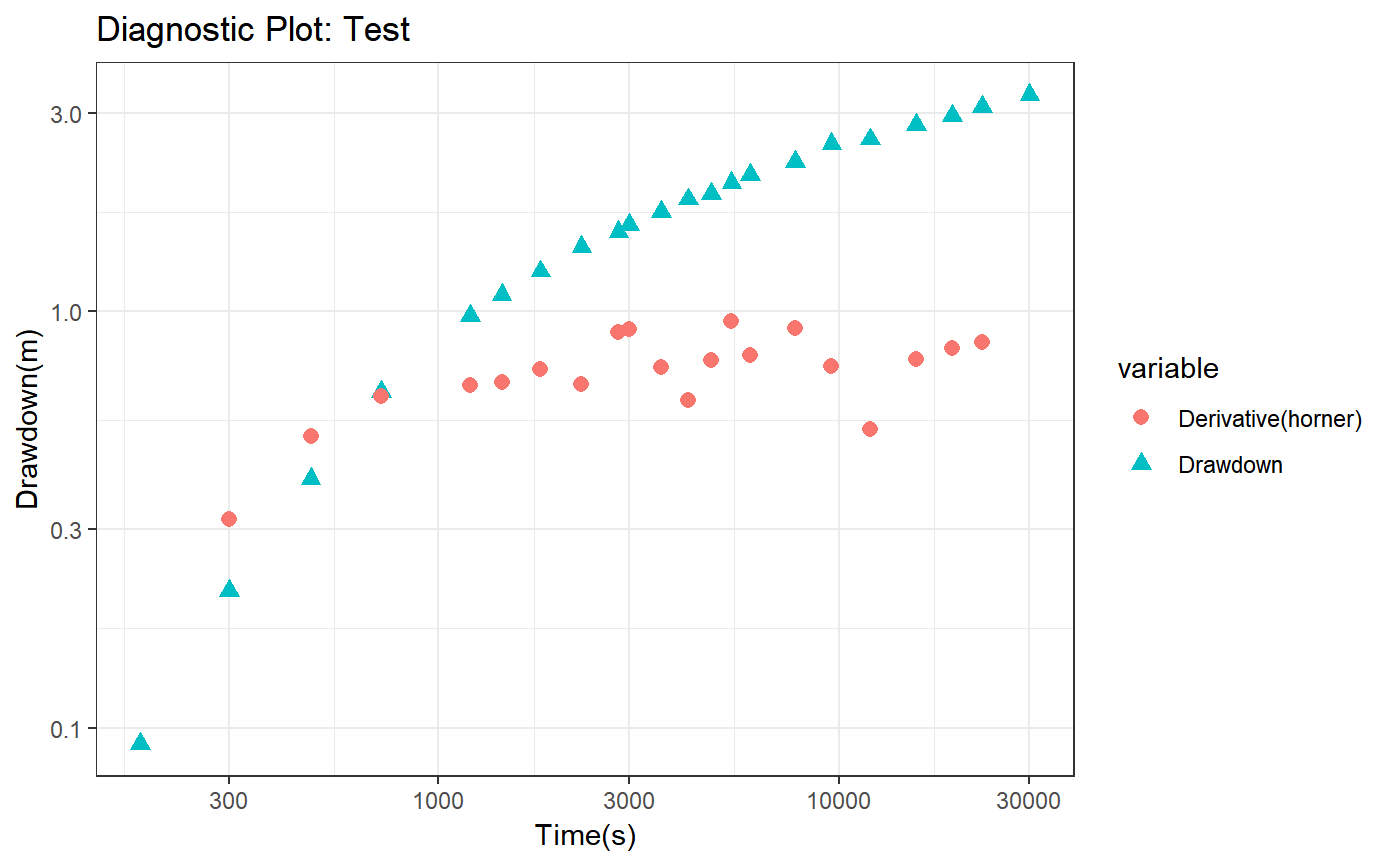 Diagnostic Plot: Test
Drawdown(m)
3.0
1.0
0.3
0.1
300 1000 3000 10000 30000
Time(s)
variable
Derivative(horner)
Drawdown